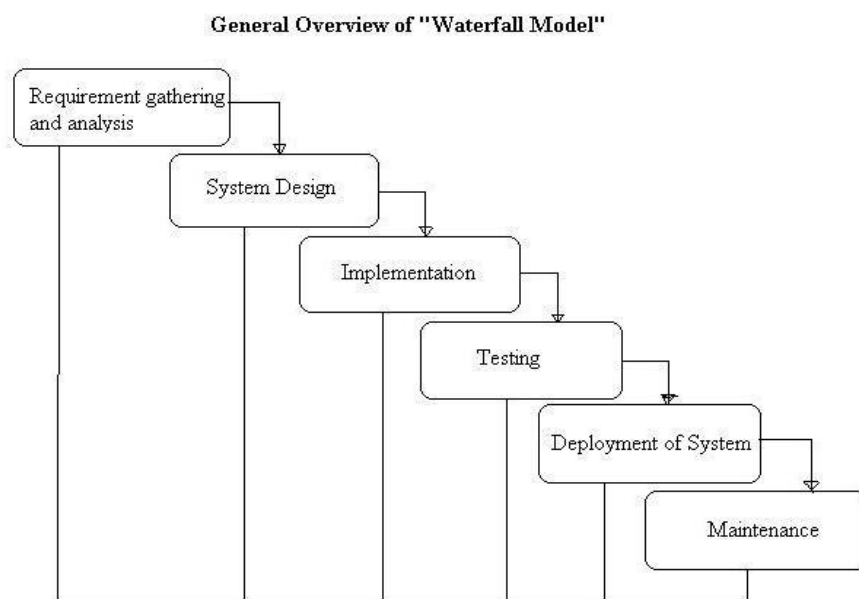 General Overview of "Waterfall Model"
Requirement gathering
and analysis
System Design
Implementation
Testing
Deployment of System
Maintenance